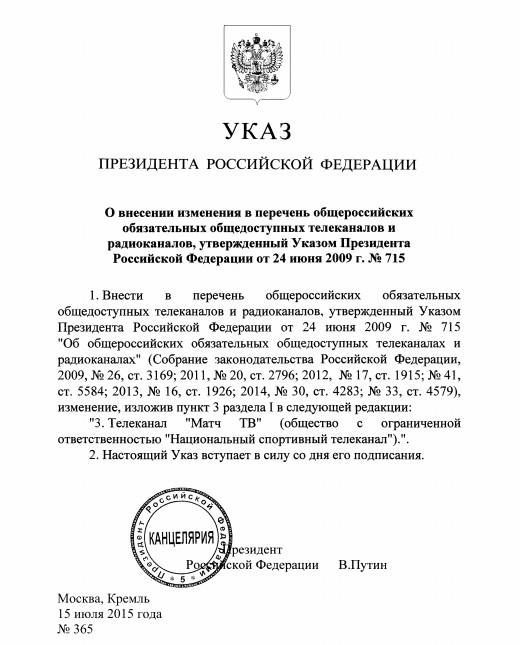 УКАЗ
ПРЕЗИДЕНТА РОССИЙСКОЙ ФЕДЕРАЦИИ
О внесении изменения в перечень общероссийских
обязательных общедоступных телеканалов и
радиоканалов, утвержденный Указом Президента
Российской Федерации от 24 июня 2009 г. № 715
1. Внести в перечень общероссийских обязательных
общедоступных телеканалов и радиоканалов, утвержденный Указом
Президента Российской Федерации от 24 июня 2009 г. № 715
"Об общероссийских обязательных общедоступных телеканалах и
радиоканалах" (Собрание законодательства Российской Федерации,
2009, № 26, ст. 3169; 2011, № 20, ст. 2796; 2012, № 17, ст. 1915; № 41,
ст. 5584; 2013, № 16, ст. 1926; 2014, № 30, ст. 4283; № 33, ст. 4579),
изменение, изложив пункт 3 раздела I в следующей редакции:
"3. Телеканал "Матч ТВ" (общество с ограниченной
ответственностью "Национальный спортивный телеканал").".
2. Настоящий Указ вступает в силу со дня его подписания.
Президент Российской Федерации
КАНЦЕЛЯРИЯ
5
Президент
Российской Федерации В.Путин
Москва, Кремль
15 июля 2015 года
№ 365